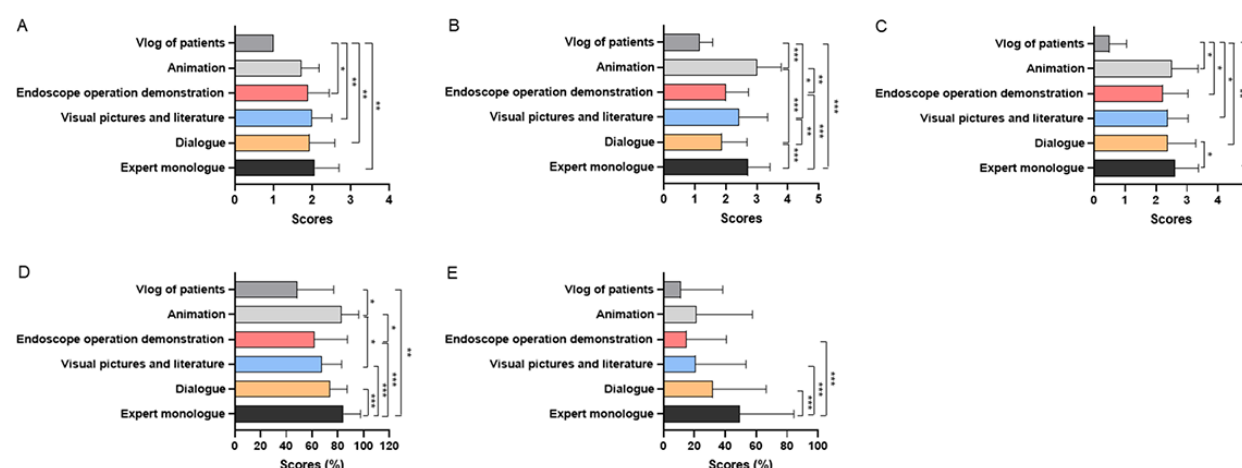 A
Vlog of patients
Animation
Endoscope operation demonstration
Visual pictures and literature
Dialogue
Expert monologue
0 1 2 3 4
Scores
* ** ** **
B
Vlog of patients
Animation
Endoscope operation demonstration
Visual pictures and literature
Dialogue
Expert monologue
0 1 2 3 4 5
Scores
*** *** *** * ** ** *** ***
C
Vlog of patients
Animation
Endoscope operation demonstration
Visual pictures and literature
Dialogue
Expert monologue
0 1 2 3 4
Scores
* * * * *
D
Vlog of patients
Animation
Endoscope operation demonstration
Visual pictures and literature
Dialogue
Expert monologue
0 20 40 60 80 100 120
Scores (%)
* * *** *** * *** **
E
Vlog of patients
Animation
Endoscope operation demonstration
Visual pictures and literature
Dialogue
Expert monologue
0 20 40 60 80 100
Scores (%)
*** *** ***